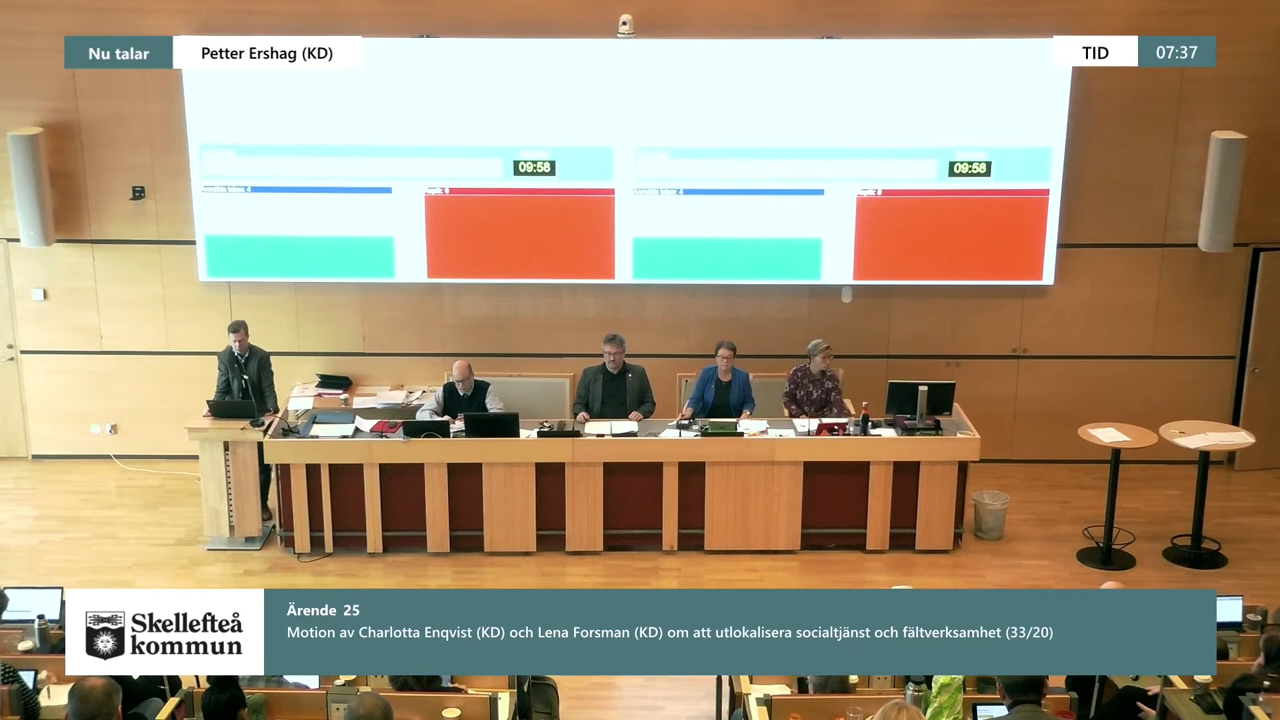 Nu talar
Petter Ershag (KD)
TID
07:37
09:58
09:58
Skellefteå
kommun
Ärende 25
Motion av Charlotta Enqvist (KD) och Lena Forsman (KD) om att utlokalisera socialtjänst och fältverksamhet (33/20)